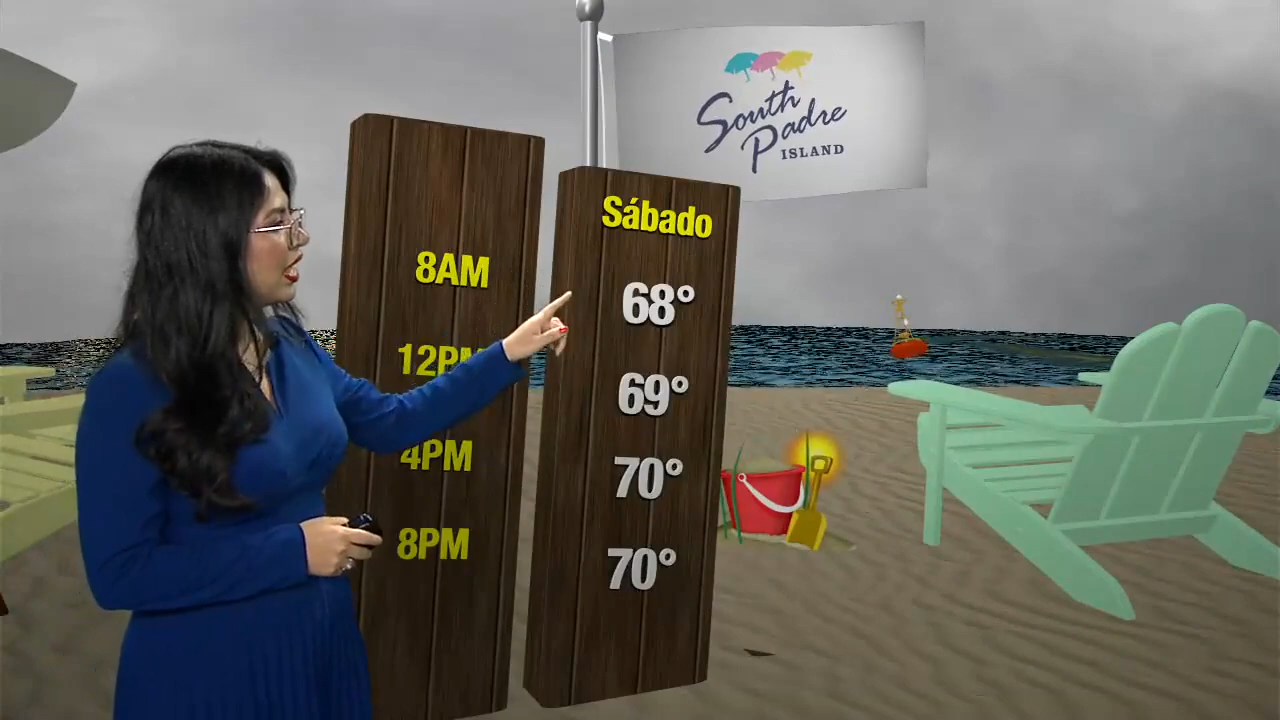 South
Padre
ISLAND
Sábado
8AM
68°
12PM
69°
4PM
70°
8PM
70°